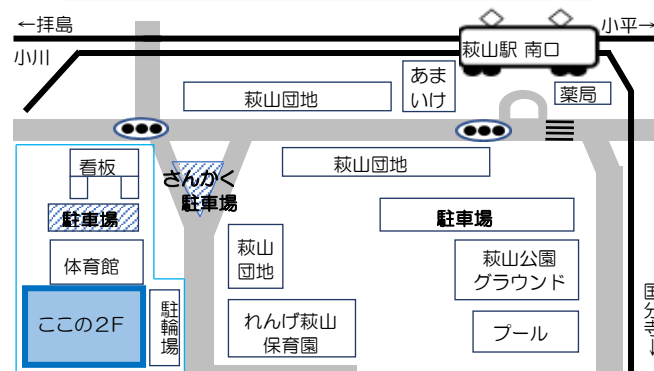 ←拝島
小平→
小川
萩山駅 南口
あま
いけ
薬局
萩山団地
萩山団地
看板
さんかく
駐車場
駐車場
駐車場
体育館
萩山
団地
萩山公園
グラウンド
ここの2F
駐輪場
れんげ萩山
保育園
プール
国分寺↓